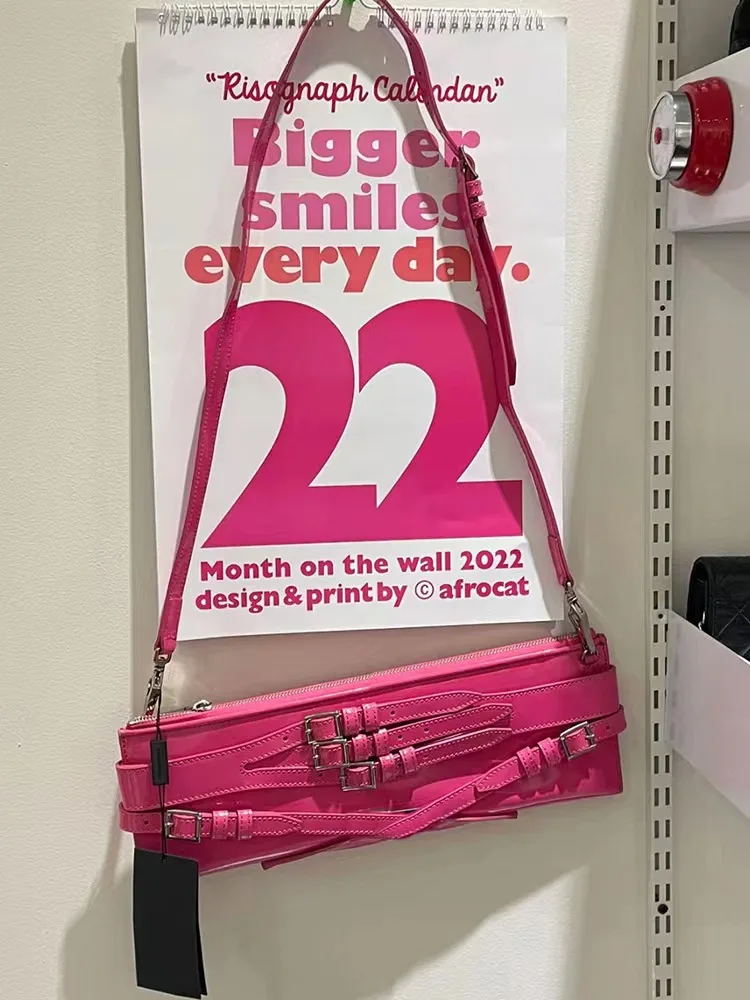 "Risograph Calendar"
Bigger
smiles
every day.
22
Month on the wall 2022
design & print by © afrocat